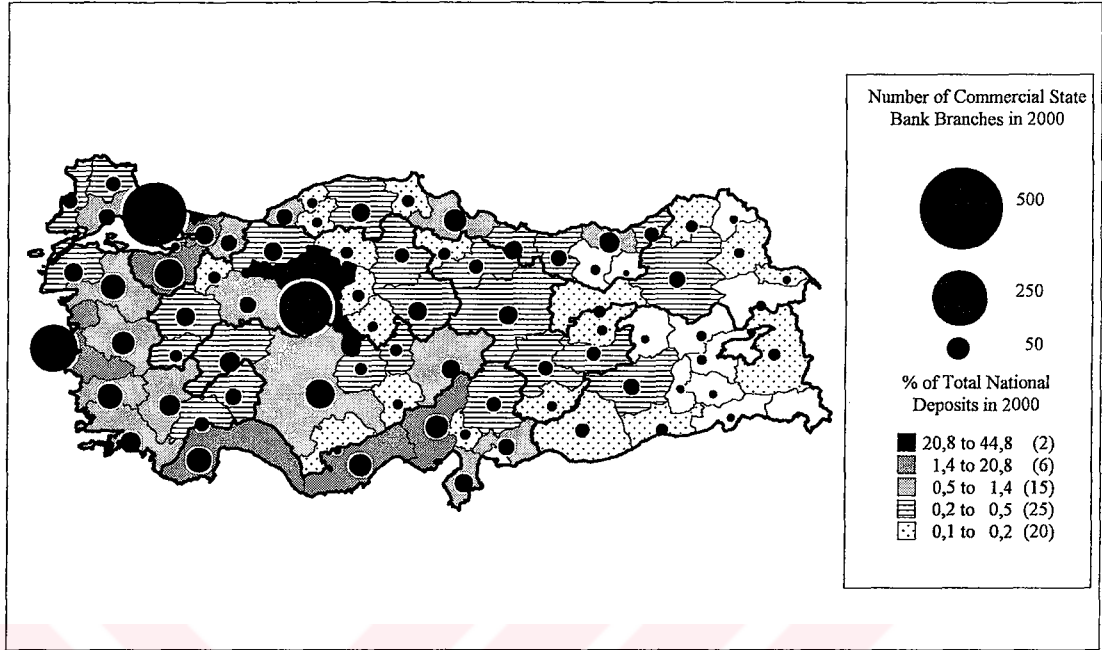 Number of Commercial State
Bank Branches in 2000
500
250
50
% of Total National
Deposits in 2000
20,8 to 44,8 (2)
1,4 to 20,8 (6)
0,5 to 1,4 (15)
0,2 to 0,5 (25)
0,1 to 0,2 (20)